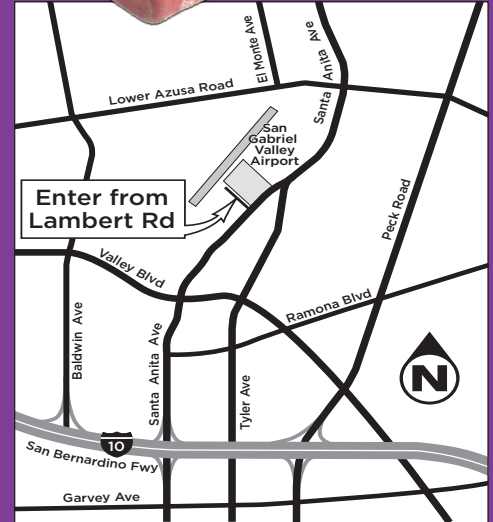 El Monte Ave
Santa Anita Ave
Lower Azusa Road
San
Gabriel
Valley
Airport
Enter from
Lambert Rd
Peck Road
Valley Blvd
Ramona Blvd
Baldwin Ave
Santa Anita Ave
Tyler Ave
N
10
San Bernardino Fwy
Garvey Ave